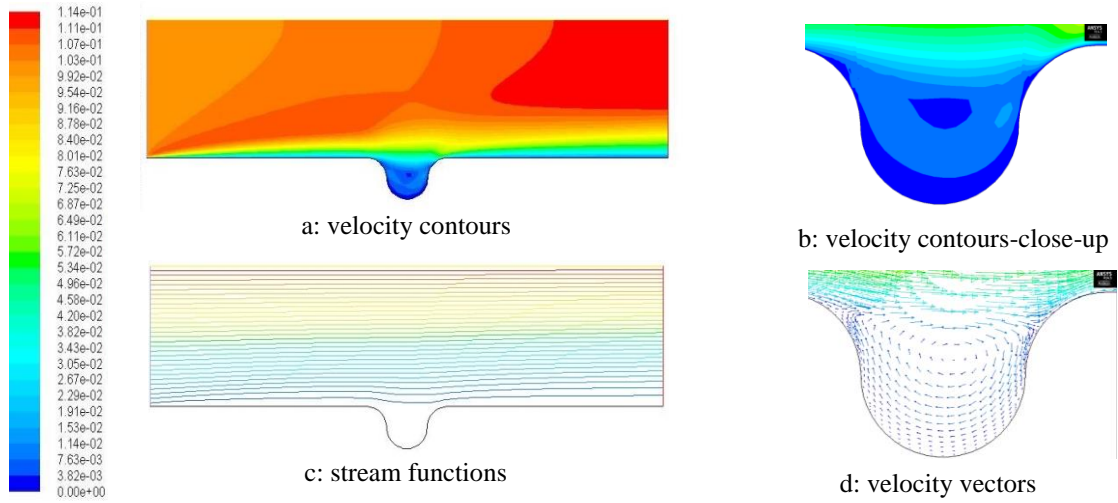 1.14e-01
1.11e-01
1.07e-01
1.03e-01
9.92e-02
9.54e-02
9.16e-02
8.78e-02
8.40e-02
8.01e-02
7.63e-02
7.25e-02
6.87e-02
6.49e-02
6.11e-02
5.72e-02
5.34e-02
4.96e-02
4.58e-02
4.20e-02
3.82e-02
3.43e-02
3.05e-02
2.67e-02
2.29e-02
1.91e-02
1.53e-02
1.14e-02
7.63e-03
3.82e-03
0.00e+00
a: velocity contours
ANSYS
b: velocity contours-close-up
c: stream functions
ANSYS
d: velocity vectors